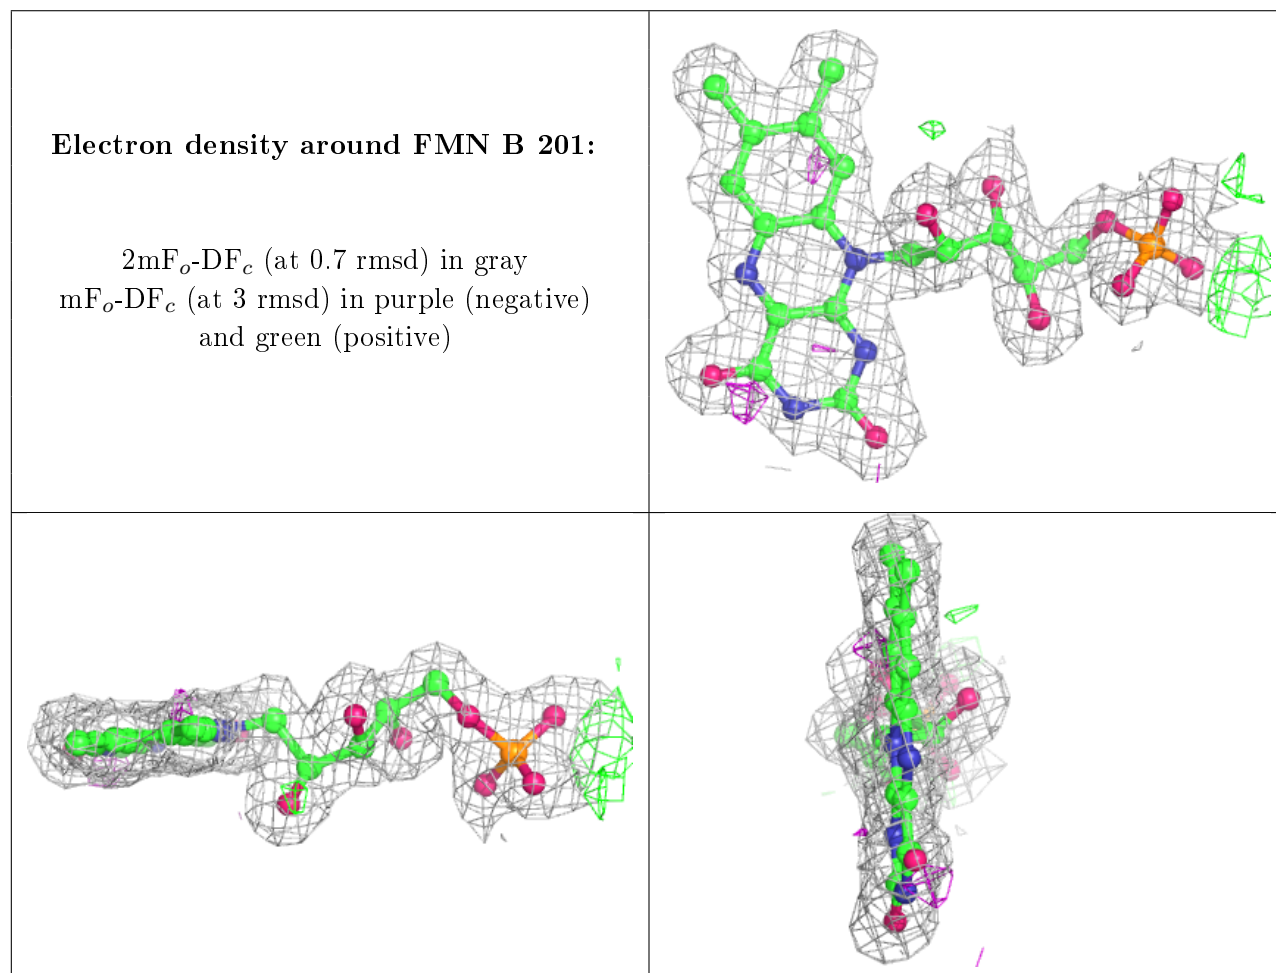 Electron density around FMN B 201:
2mFₒ-DF𝒸 (at 0.7 rmsd) in gray
mFₒ-DF𝒸 (at 3 rmsd) in purple (negative)
and green (positive)